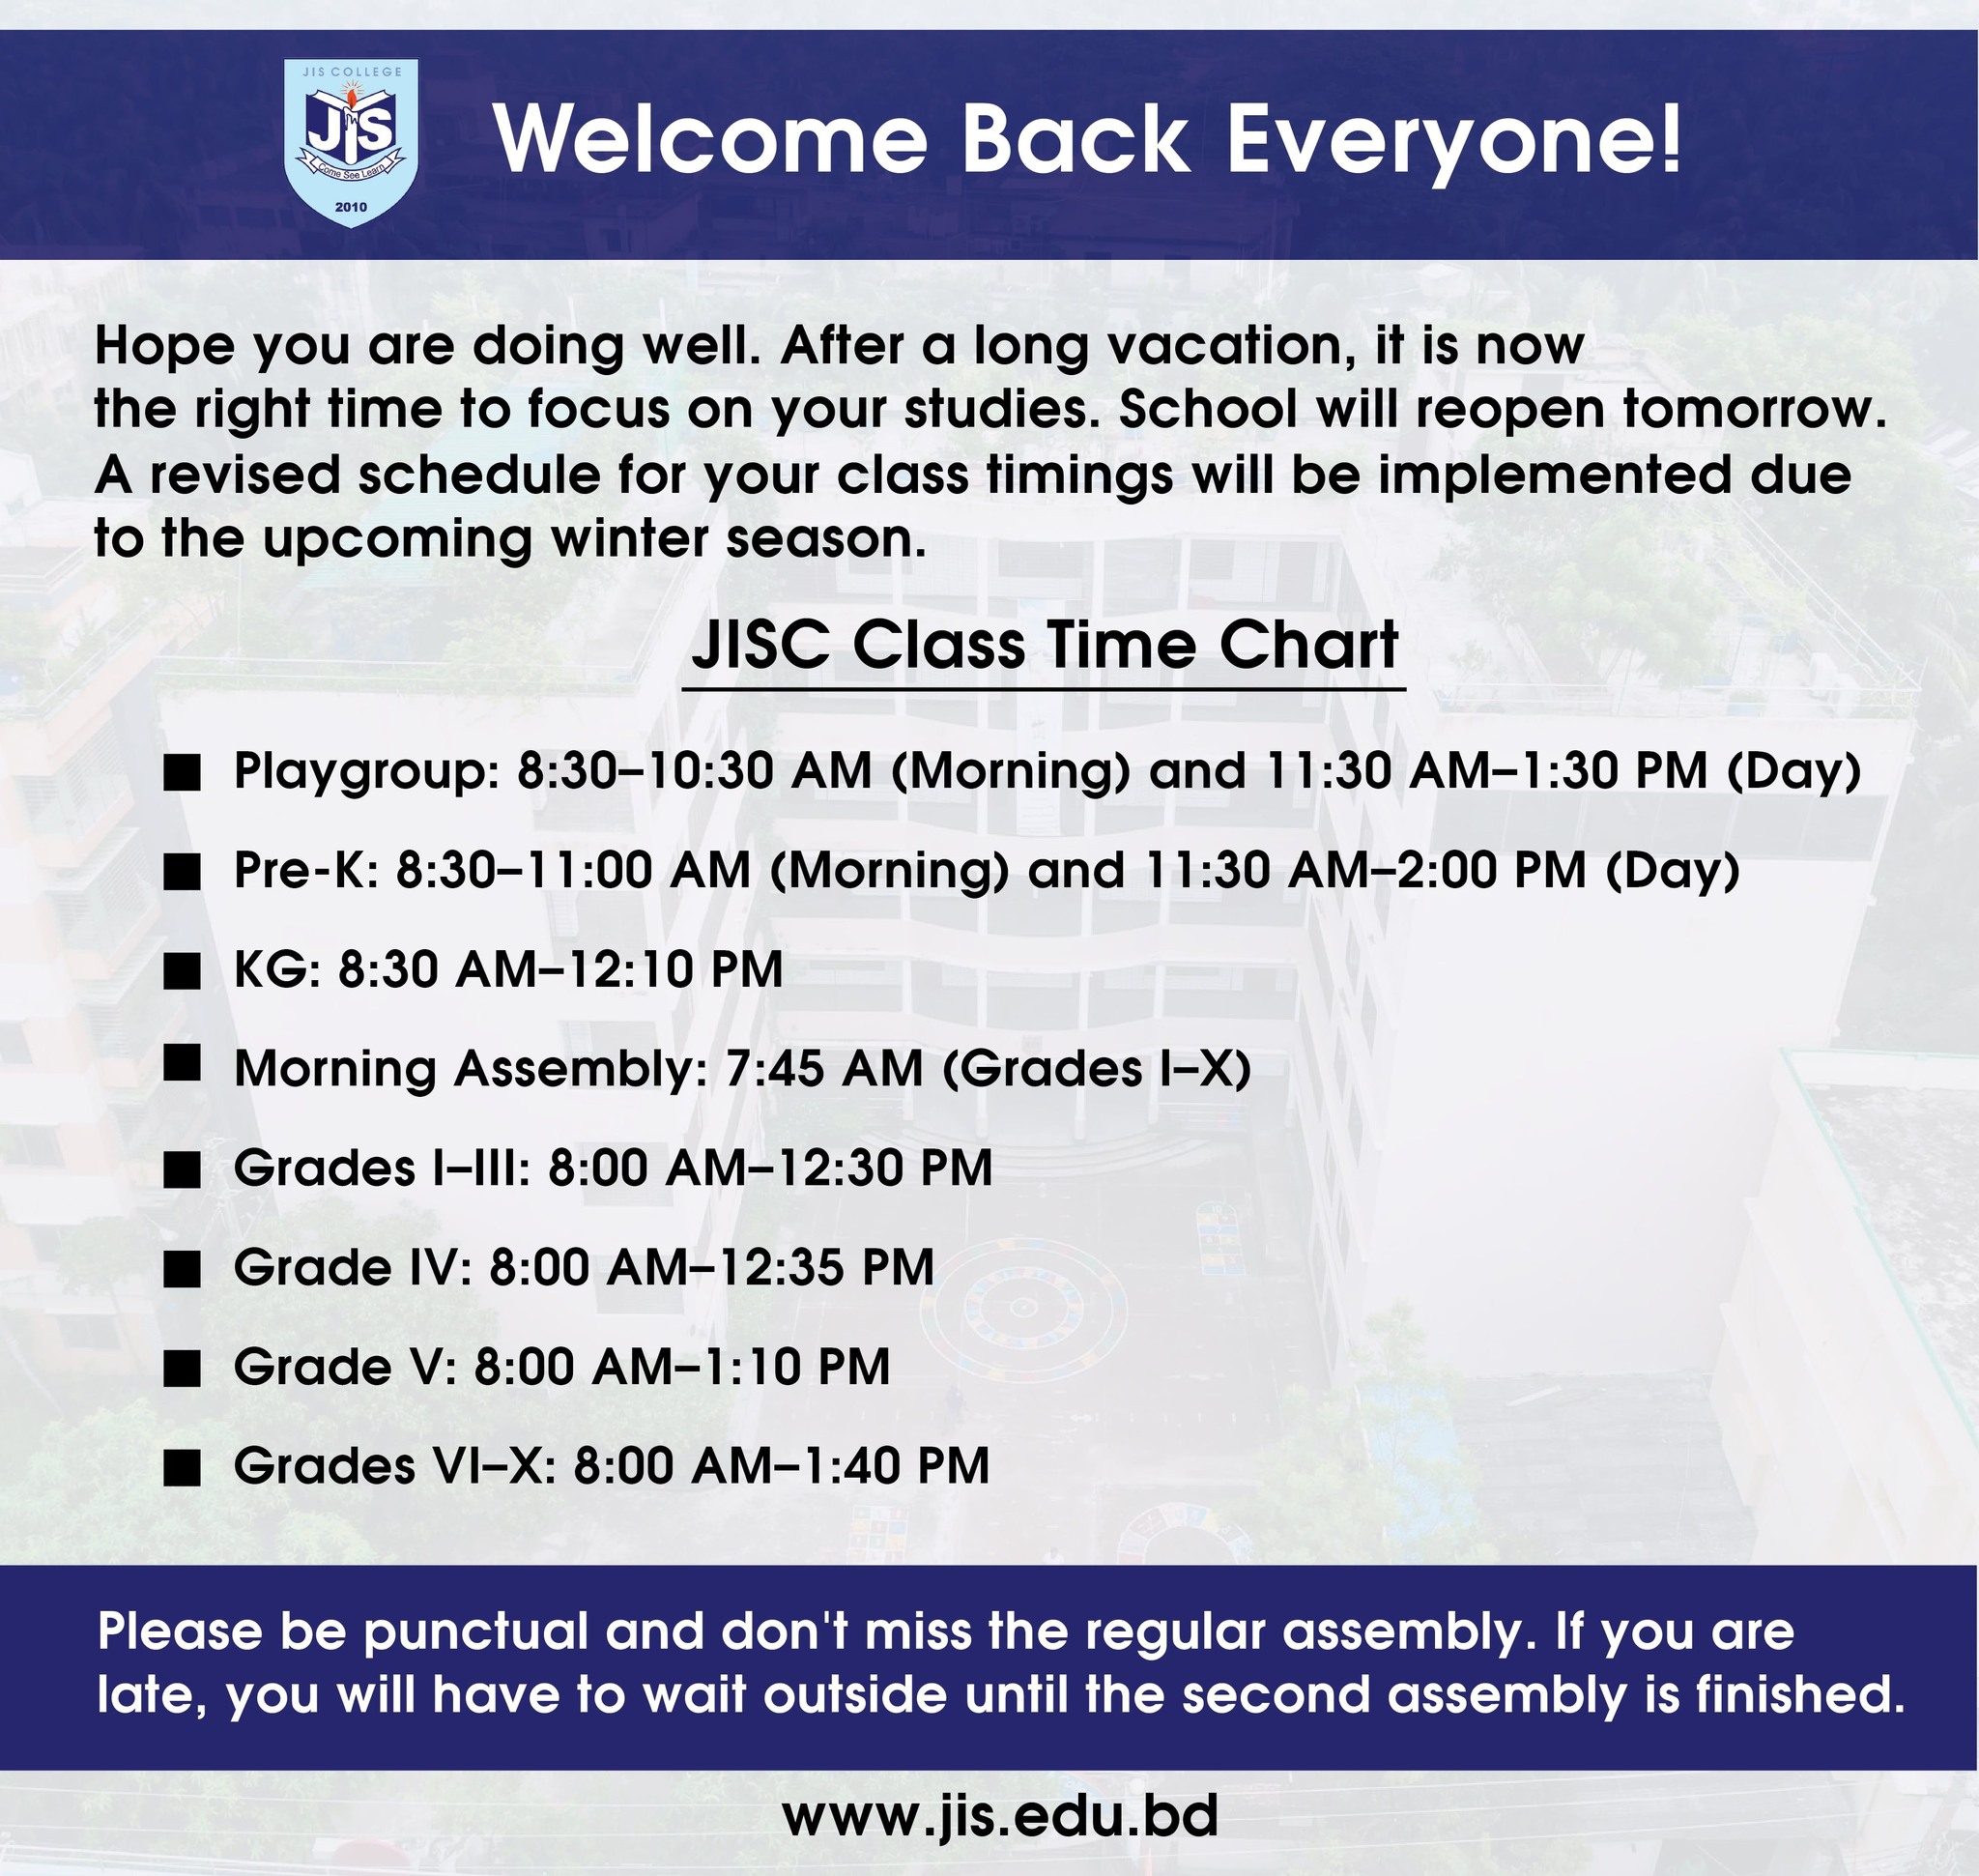 JIS COLLEGE
JIS
Come See Learn
2010
Welcome Back Everyone!
Hope you are doing well. After a long vacation, it is now
the right time to focus on your studies. School will reopen tomorrow.
A revised schedule for your class timings will be implemented due
to the upcoming winter season.
JISC Class Time Chart
■ Playgroup: 8:30–10:30 AM (Morning) and 11:30 AM–1:30 PM (Day)
■ Pre-K: 8:30–11:00 AM (Morning) and 11:30 AM–2:00 PM (Day)
■ KG: 8:30 AM–12:10 PM
■ Morning Assembly: 7:45 AM (Grades I–X)
■ Grades I–III: 8:00 AM–12:30 PM
■ Grade IV: 8:00 AM–12:35 PM
■ Grade V: 8:00 AM–1:10 PM
■ Grades VI–X: 8:00 AM–1:40 PM
Please be punctual and don't miss the regular assembly. If you are
late, you will have to wait outside until the second assembly is finished.
www.jis.edu.bd